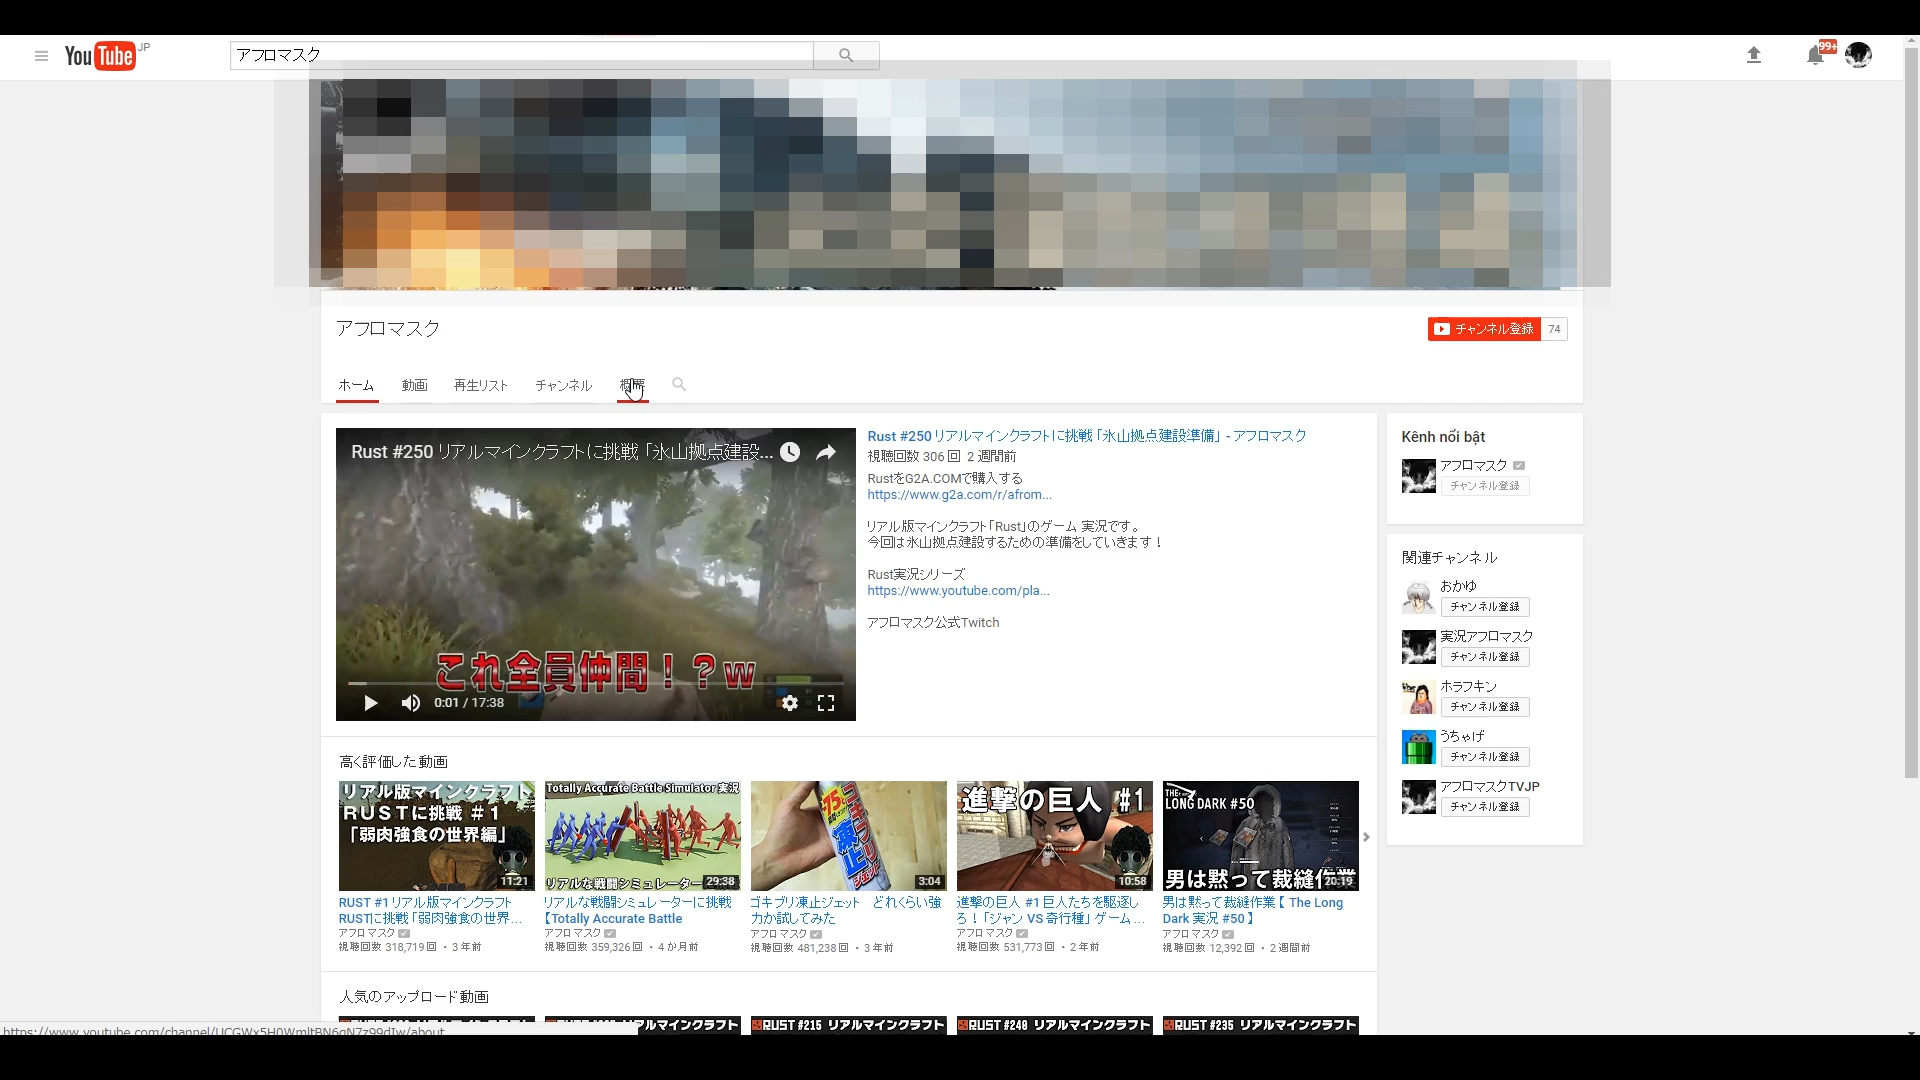 YouTube JP
アフロマスク
99+
アフロマスク
チャンネル登録 74
ホーム 動画 再生リスト チャンネル 概要
Rust #250 リアルマインクラフトに挑戦 「氷山拠点建設...
これ全員仲間！？w
0:01 / 17:38
Rust #250 リアルマインクラフトに挑戦 「氷山拠点建設準備」 - アフロマスク
視聴回数 306 回 2 週間前
RustをG2A.COMで購入する
https://www.g2a.com/r/afrom...
リアル版マインクラフト「Rust」のゲーム 実況です。
今回は氷山拠点建設するための準備をしていきます！
Rust実況シリーズ
https://www.youtube.com/pla...
アフロマスク公式Twitch
Kênh nổi bật
アフロマスク
チャンネル登録
関連チャンネル
おかゆ
チャンネル登録
実況アフロマスク
チャンネル登録
ホラフキン
チャンネル登録
うちゃげ
チャンネル登録
アフロマスクTVJP
チャンネル登録
高く評価した動画
リアル版マインクラフト
RUSTに挑戦 #1
「弱肉強食の世界編」
11:21
RUST #1 リアル版マインクラフト
RUSTに挑戦 「弱肉強食の世界...
アフロマスク
視聴回数 318,719 回 • 3 年前
Totally Accurate Battle Simulator 実況
リアルな戦闘シミュレーター
29:38
リアルな戦闘シミュレーターに挑戦
【Totally Accurate Battle
アフロマスク
視聴回数 359,326 回 • 4 か月前
ゴキブリ凍止ジェット
3:04
ゴキブリ凍止ジェット どれくらい強
力か試してみた
アフロマスク
視聴回数 481,238 回 • 3 年前
進撃の巨人 #1
10:58
進撃の巨人 #1 巨人たちを駆逐し
ろ！「ジャン VS 奇行種」 ゲーム ...
アフロマスク
視聴回数 531,773 回 • 2 年前
THE LONG DARK #50
男は黙って裁縫作業
20:19
男は黙って裁縫作業 【 The Long
Dark 実況 #50 】
アフロマスク
視聴回数 12,392 回 • 2 週間前
人気のアップロード動画
アルマインクラフト
RUST #215 リアルマインクラフト
RUST #240 リアルマインクラフト
RUST #235 リアルマインクラフト